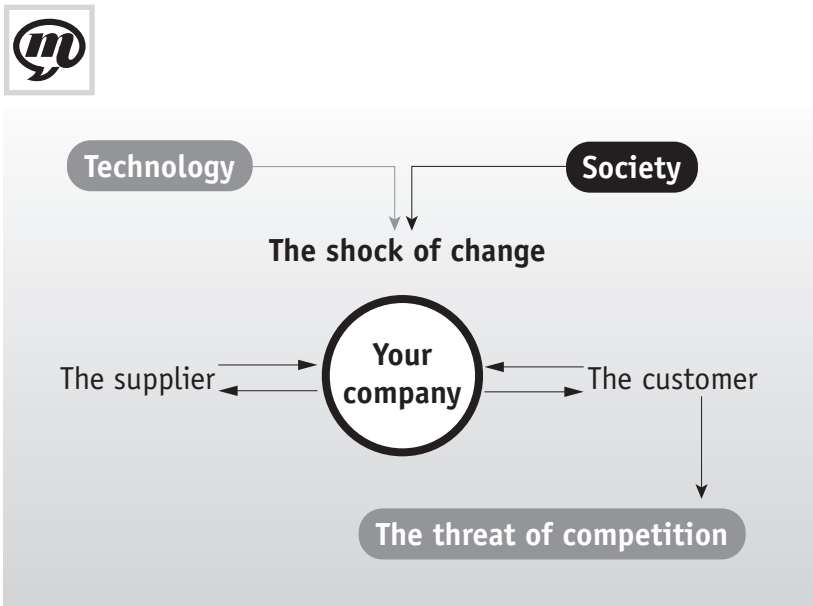 m
Technology
Society
The shock of change
Your
company
The supplier
The customer
The threat of competition